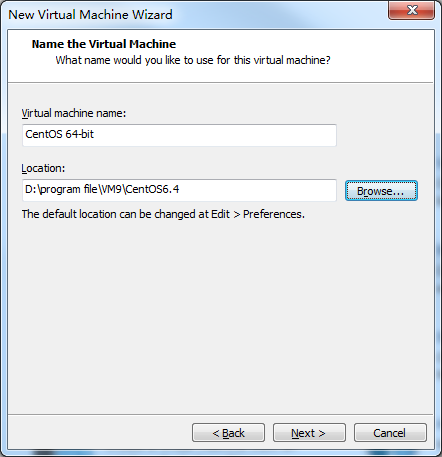 New Virtual Machine Wizard
Name the Virtual Machine
What name would you like to use for this virtual machine?
Virtual machine name:
CentOS 64-bit
Location:
D:\program file\VM9\CentOS6.4
Browse...
The default location can be changed at Edit > Preferences.
< Back
Next >
Cancel